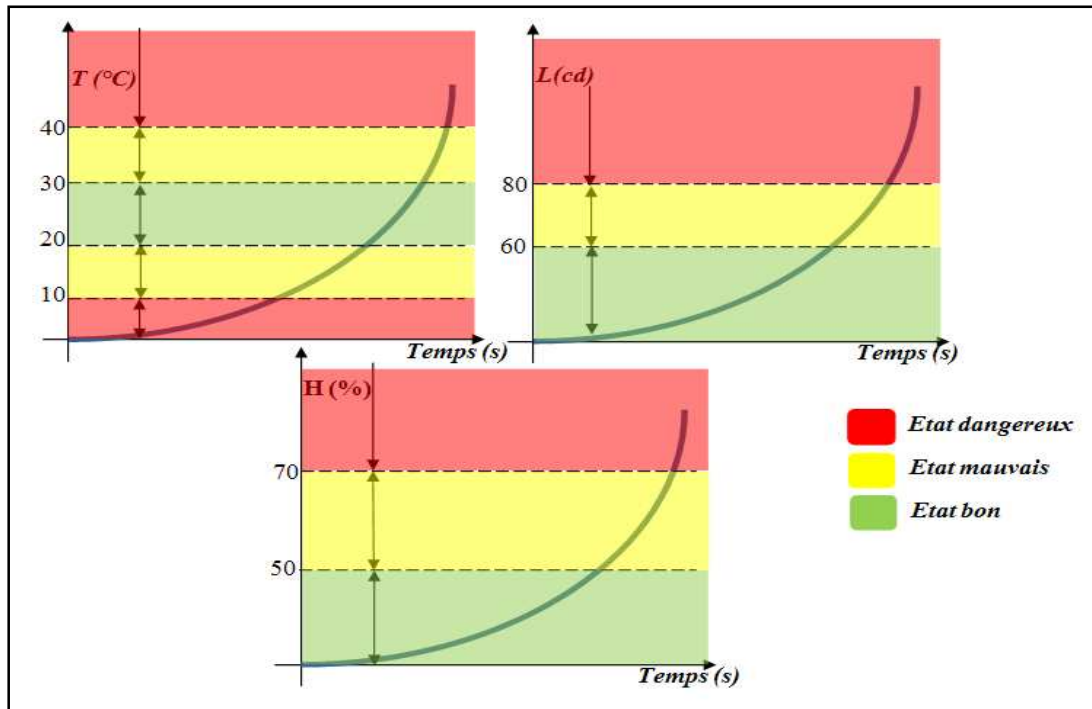 T (°C)
40
30
20
10
Temps (s)
L(cd)
80
60
Temps (s)
H (%)
70
50
Temps (s)
Etat dangereux
Etat mauvais
Etat bon